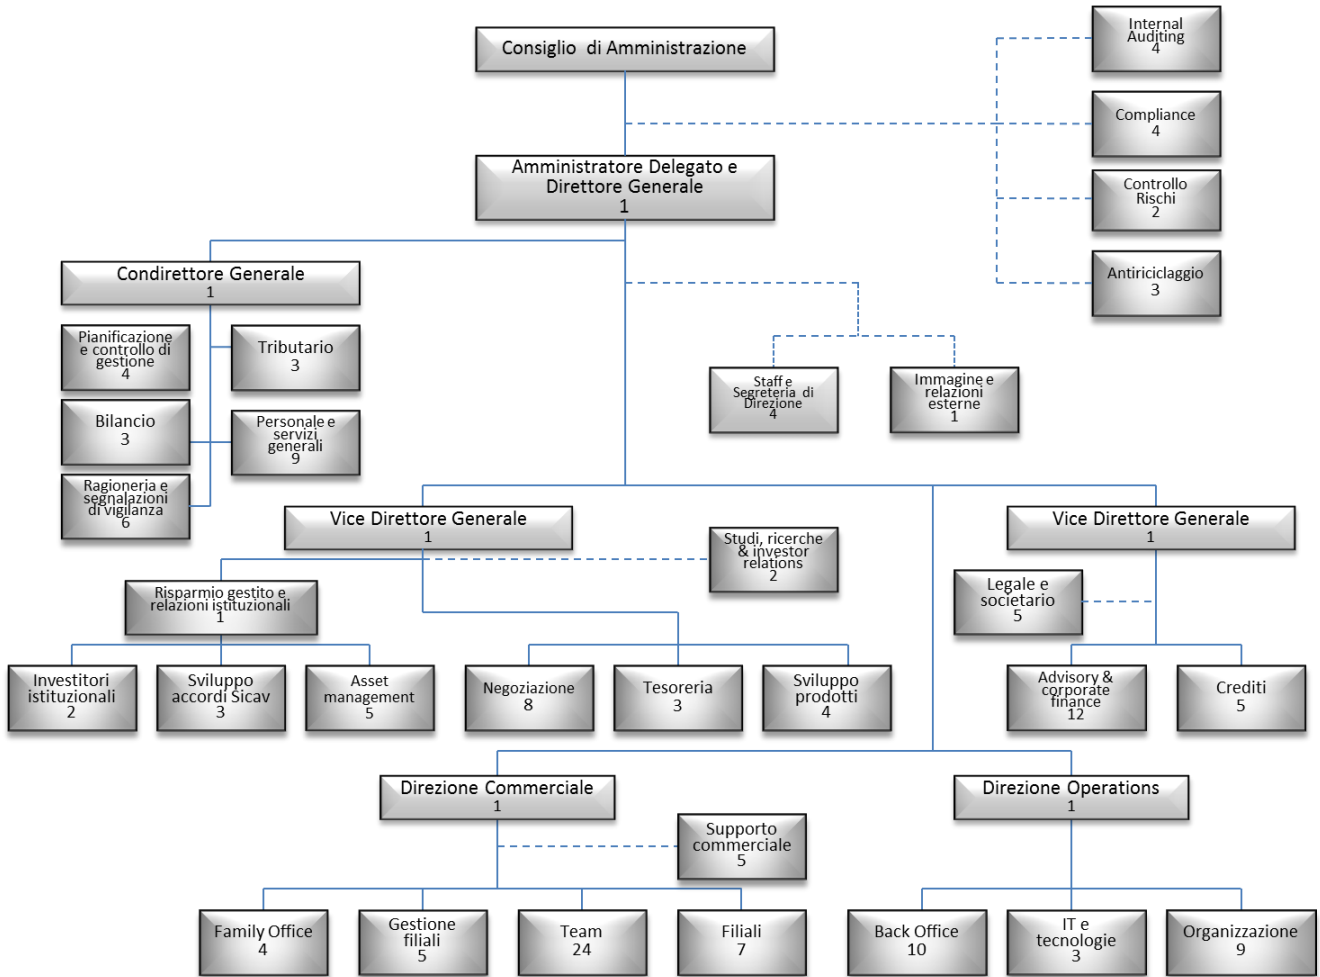 Consiglio di Amministrazione
Internal
Auditing
4
Compliance
4
Amministratore Delegato e
Direttore Generale
1
Controllo
Rischi
2
Antiriciclaggio
3
Condirettore Generale
1
Pianificazione
e controllo di
gestione
4
Tributario
3
Bilancio
3
Personale e
servizi
generali
9
Ragioneria e
segnalazioni
di vigilanza
6
Staff e
Segreteria di
Direzione
4
Immagine e
relazioni
esterne
1
Vice Direttore Generale
1
Studi, ricerche
& investor
relations
2
Vice Direttore Generale
1
Legale e
societario
5
Risparmio gestito e
relazioni istituzionali
1
Investitori
istituzionali
2
Sviluppo
accordi Sicav
3
Asset
management
5
Negoziazione
8
Tesoreria
3
Sviluppo
prodotti
4
Advisory &
corporate
finance
12
Crediti
5
Direzione Commerciale
1
Direzione Operations
1
Supporto
commerciale
5
Family Office
4
Gestione
filiali
5
Team
24
Filiali
7
Back Office
10
IT e
tecnologie
3
Organizzazione
9